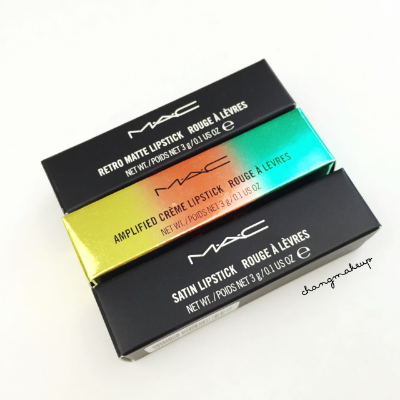 MAC
RETRO MATTE LIPSTICK ROUGE À LÈVRES
NET WT./POIDS NET 3 g/0.1 US OZ ℮
MAC
AMPLIFIED CRÈME LIPSTICK ROUGE À LÈVRES
NET WT./POIDS NET 3 g/0.1 US OZ
MAC
SATIN LIPSTICK ROUGE À LÈVRES
NET WT./POIDS NET 3 g/0.1 US OZ ℮
changmakeup